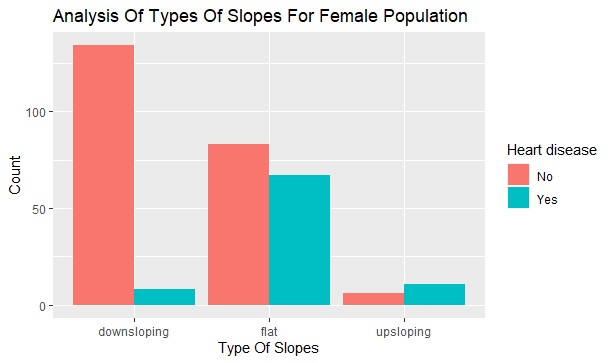 Analysis Of Types Of Slopes For Female Population
Count
100
50
0
downsloping flat upsloping
Type Of Slopes
Heart disease
No
Yes